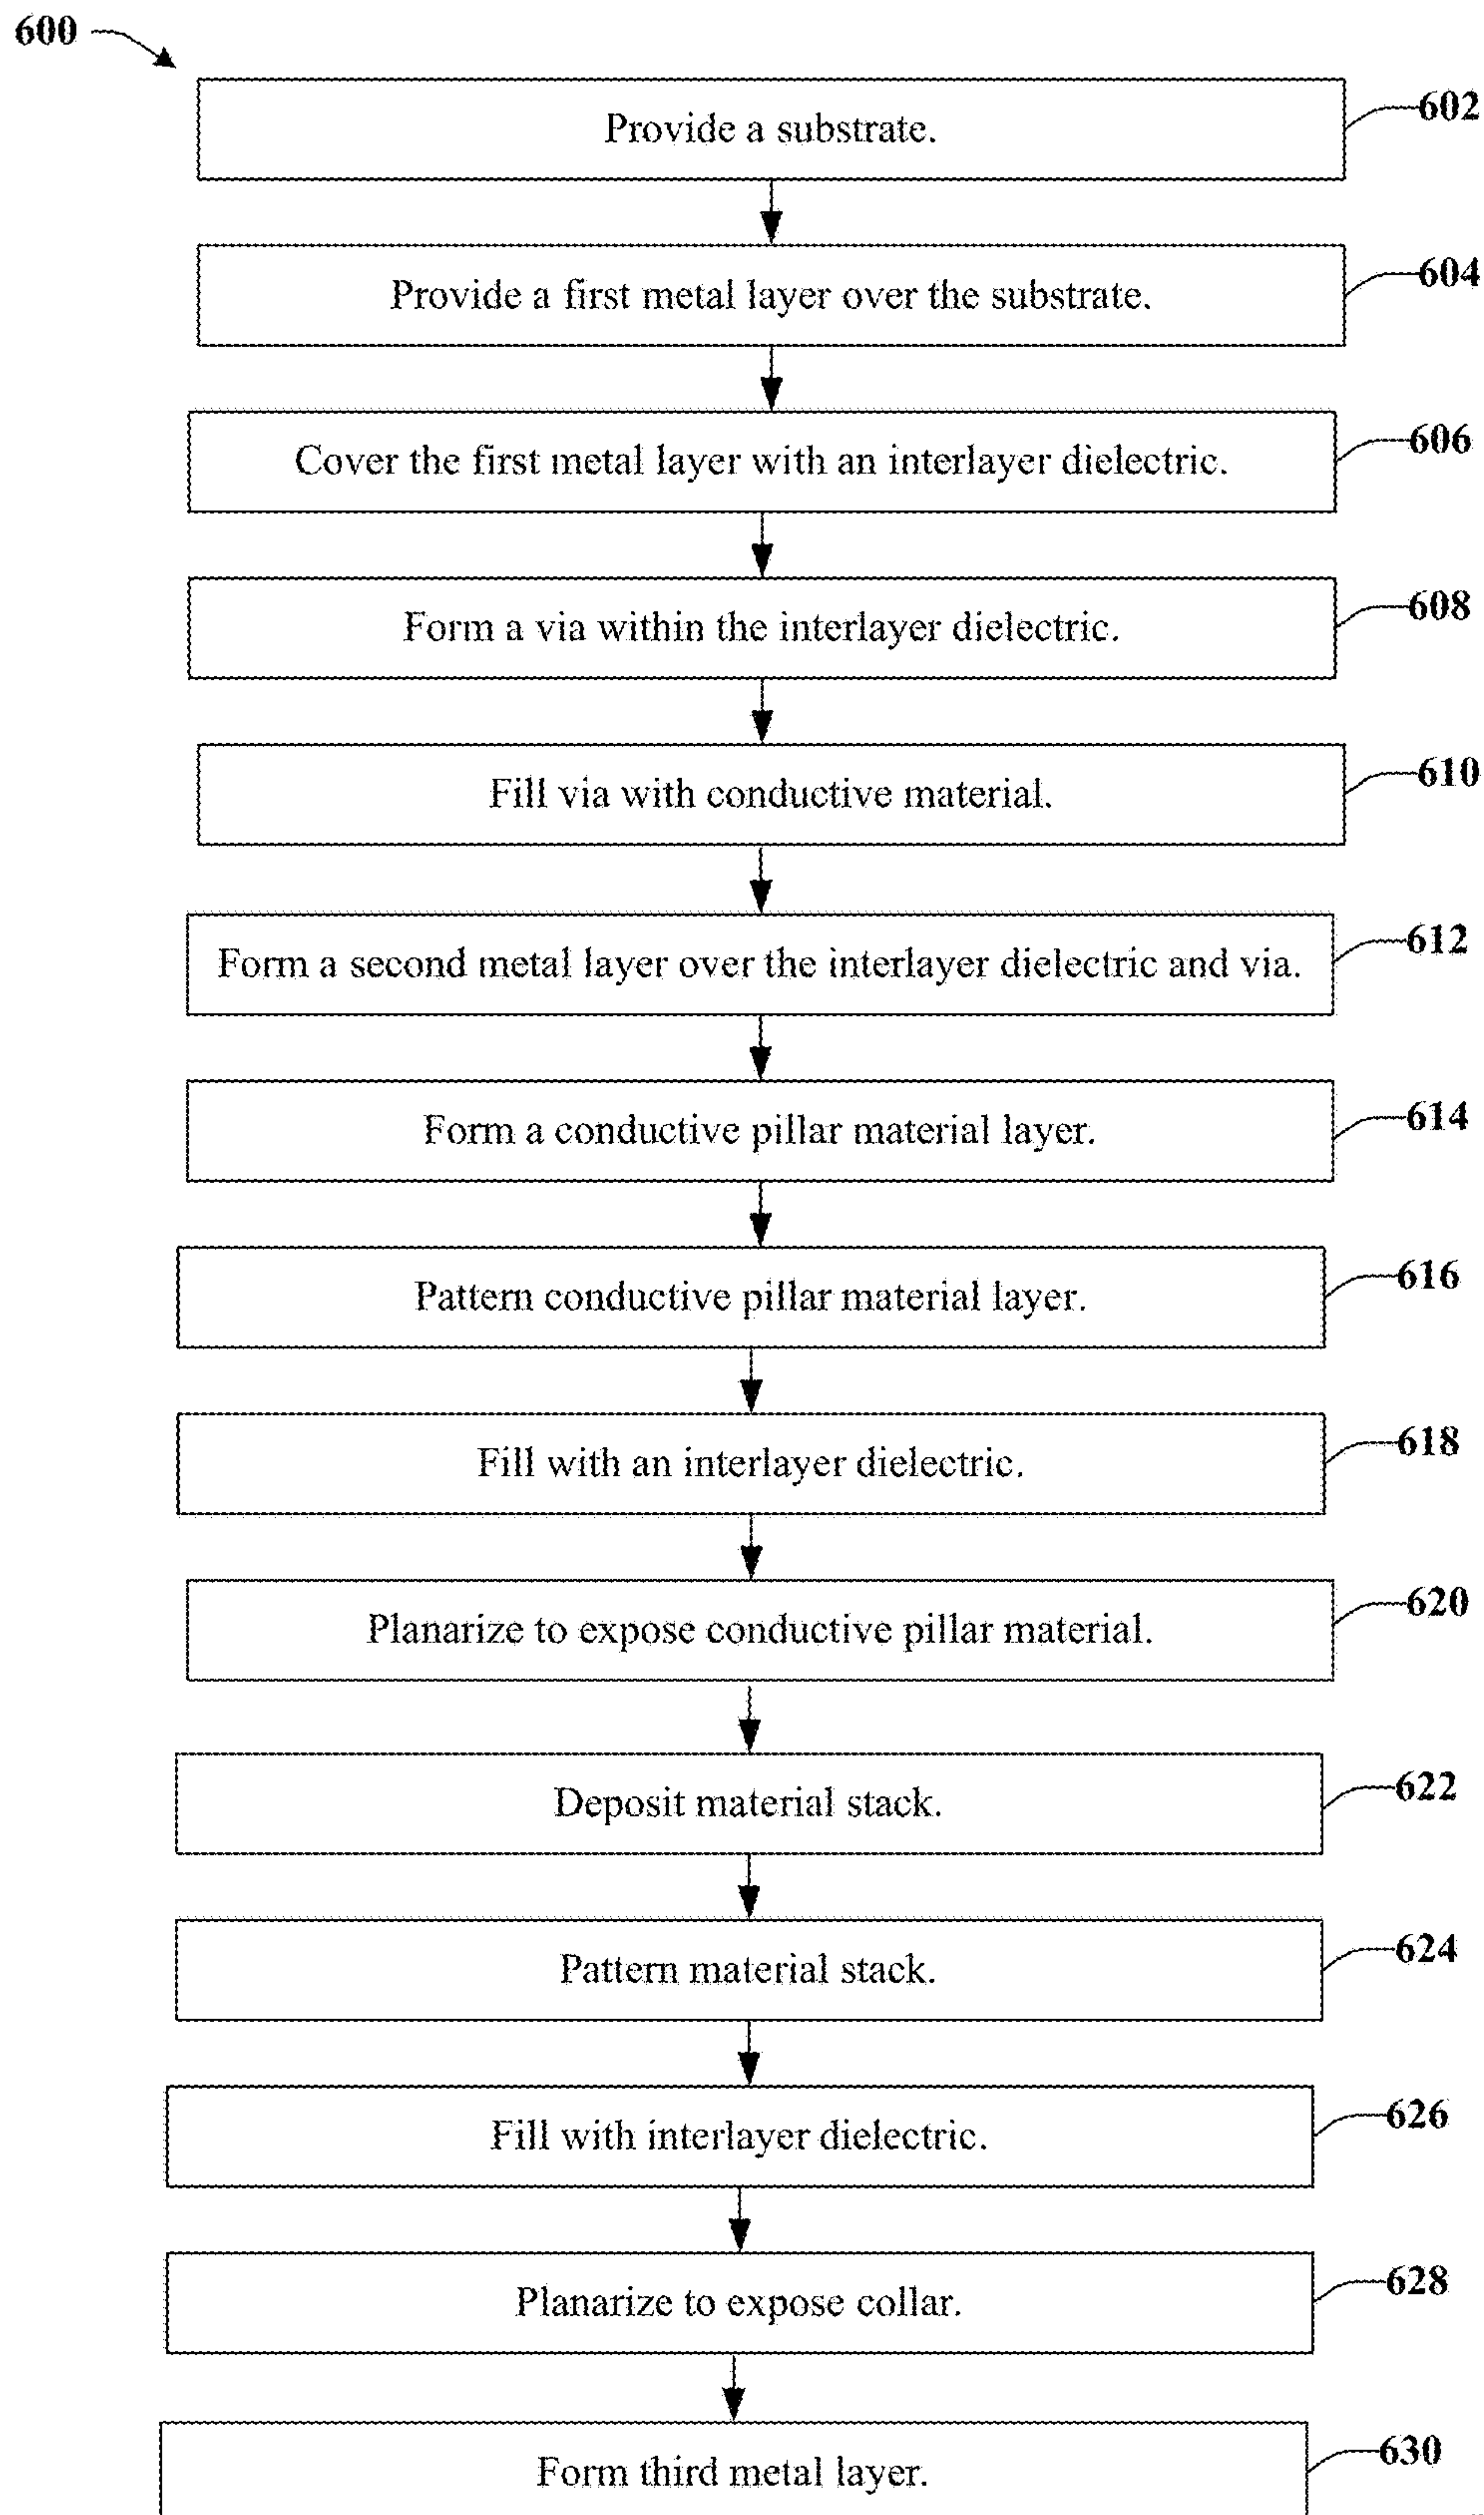 600
Provide a substrate.
602
Provide a first metal layer over the substrate.
604
Cover the first metal layer with an interlayer dielectric.
606
Form a via within the interlayer dielectric.
608
Fill via with conductive material.
610
Form a second metal layer over the interlayer dielectric and via.
612
Form a conductive pillar material layer.
614
Pattern conductive pillar material layer.
616
Fill with an interlayer dielectric.
618
Planarize to expose conductive pillar material.
620
Deposit material stack.
622
Pattern material stack.
624
Fill with interlayer dielectric.
626
Planarize to expose collar.
628
Form third metal layer.
630